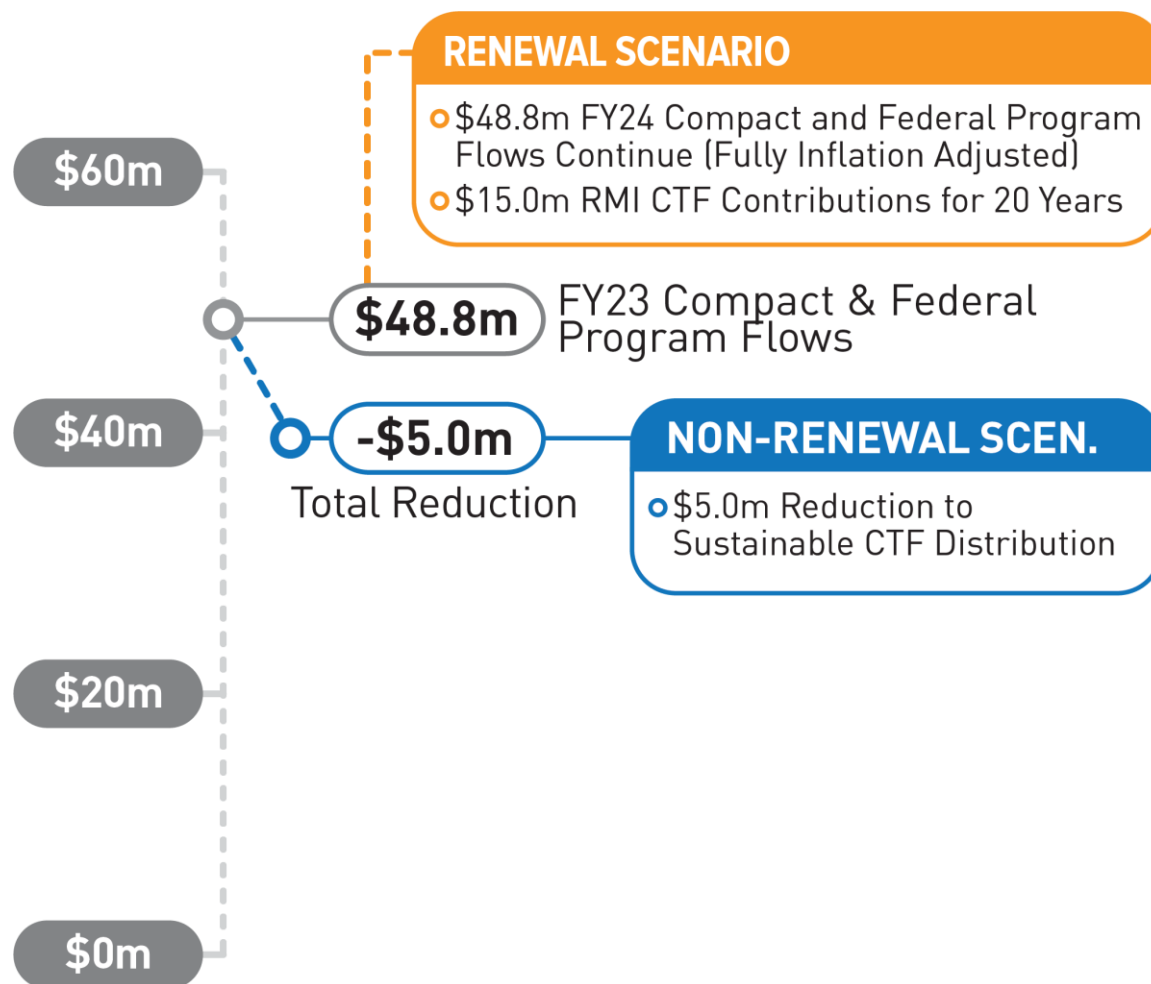 RENEWAL SCENARIO
$48.8m FY24 Compact and Federal Program
Flows Continue (Fully Inflation Adjusted)
$15.0m RMI CTF Contributions for 20 Years
$60m
$48.8m
FY23 Compact & Federal
Program Flows
$40m
-$5.0m
Total Reduction
NON-RENEWAL SCEN.
$5.0m Reduction to
Sustainable CTF Distribution
$20m
$0m